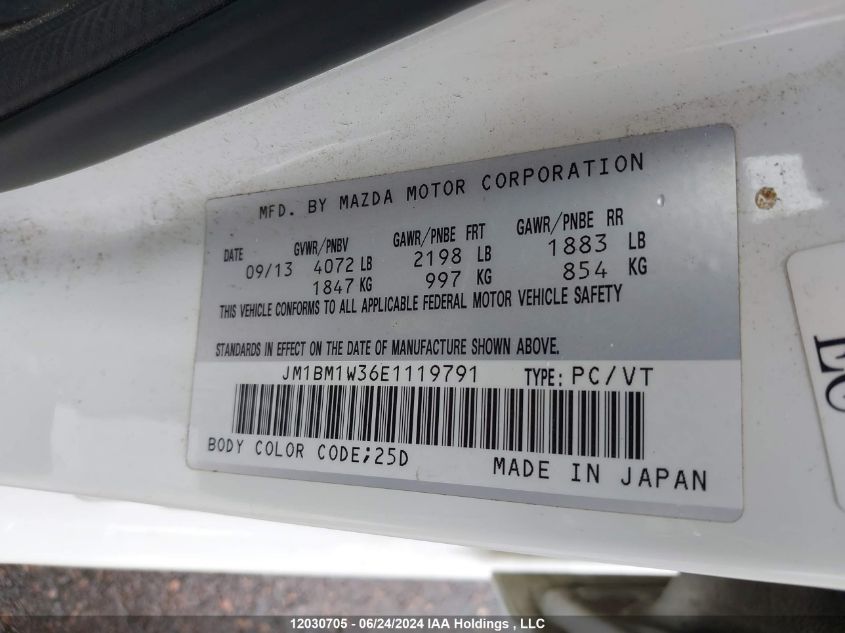 MFD. BY MAZDA MOTOR CORPORATION
DATE GVWR/PNBV GAWR/PNBE FRT GAWR/PNBE RR
09/13 4072 LB 2198 LB 1883 LB
1847 KG 997 KG 854 KG
THIS VEHICLE CONFORMS TO ALL APPLICABLE FEDERAL MOTOR VEHICLE SAFETY
STANDARDS IN EFFECT ON THE DATE OF MANUFACTURE SHOWN ABOVE.
JM1BM1W36E1119791 TYPE: PC/VT
BODY COLOR CODE;25D MADE IN JAPAN
12030705 - 06/24/2024 IAA Holdings , LLC